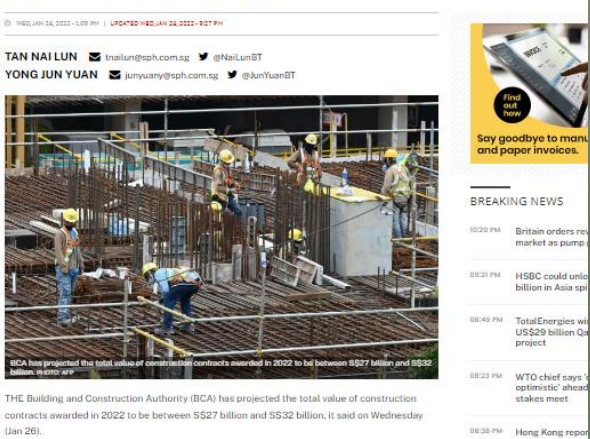 WED, JAN 26, 2022 - 1:09 PM | UPDATED WED, JAN 26, 2022 - 9:27 PM
TAN NAI LUN tnailun@sph.com.sg @NaiLunBT
YONG JUN YUAN junyuany@sph.com.sg @JunYuanBT
BCA has projected the total value of construction contracts awarded in 2022 to be between S$27 billion and S$32
billion. PHOTO: AFP
THE Building and Construction Authority (BCA) has projected the total value of construction
contracts awarded in 2022 to be between S$27 billion and S$32 billion, it said on Wednesday
(Jan 26).
INVOICE
Find
out
how
Say goodbye to manu
and paper invoices.
BREAKING NEWS
10:20 PM Britain orders rev
market as pump p
09:21 PM HSBC could unlo
billion in Asia spi
08:49 PM TotalEnergies wi
US$29 billion Qa
project
08:23 PM WTO chief says 'c
optimistic' ahead
stakes meet
06:38 PM Hong Kong repor